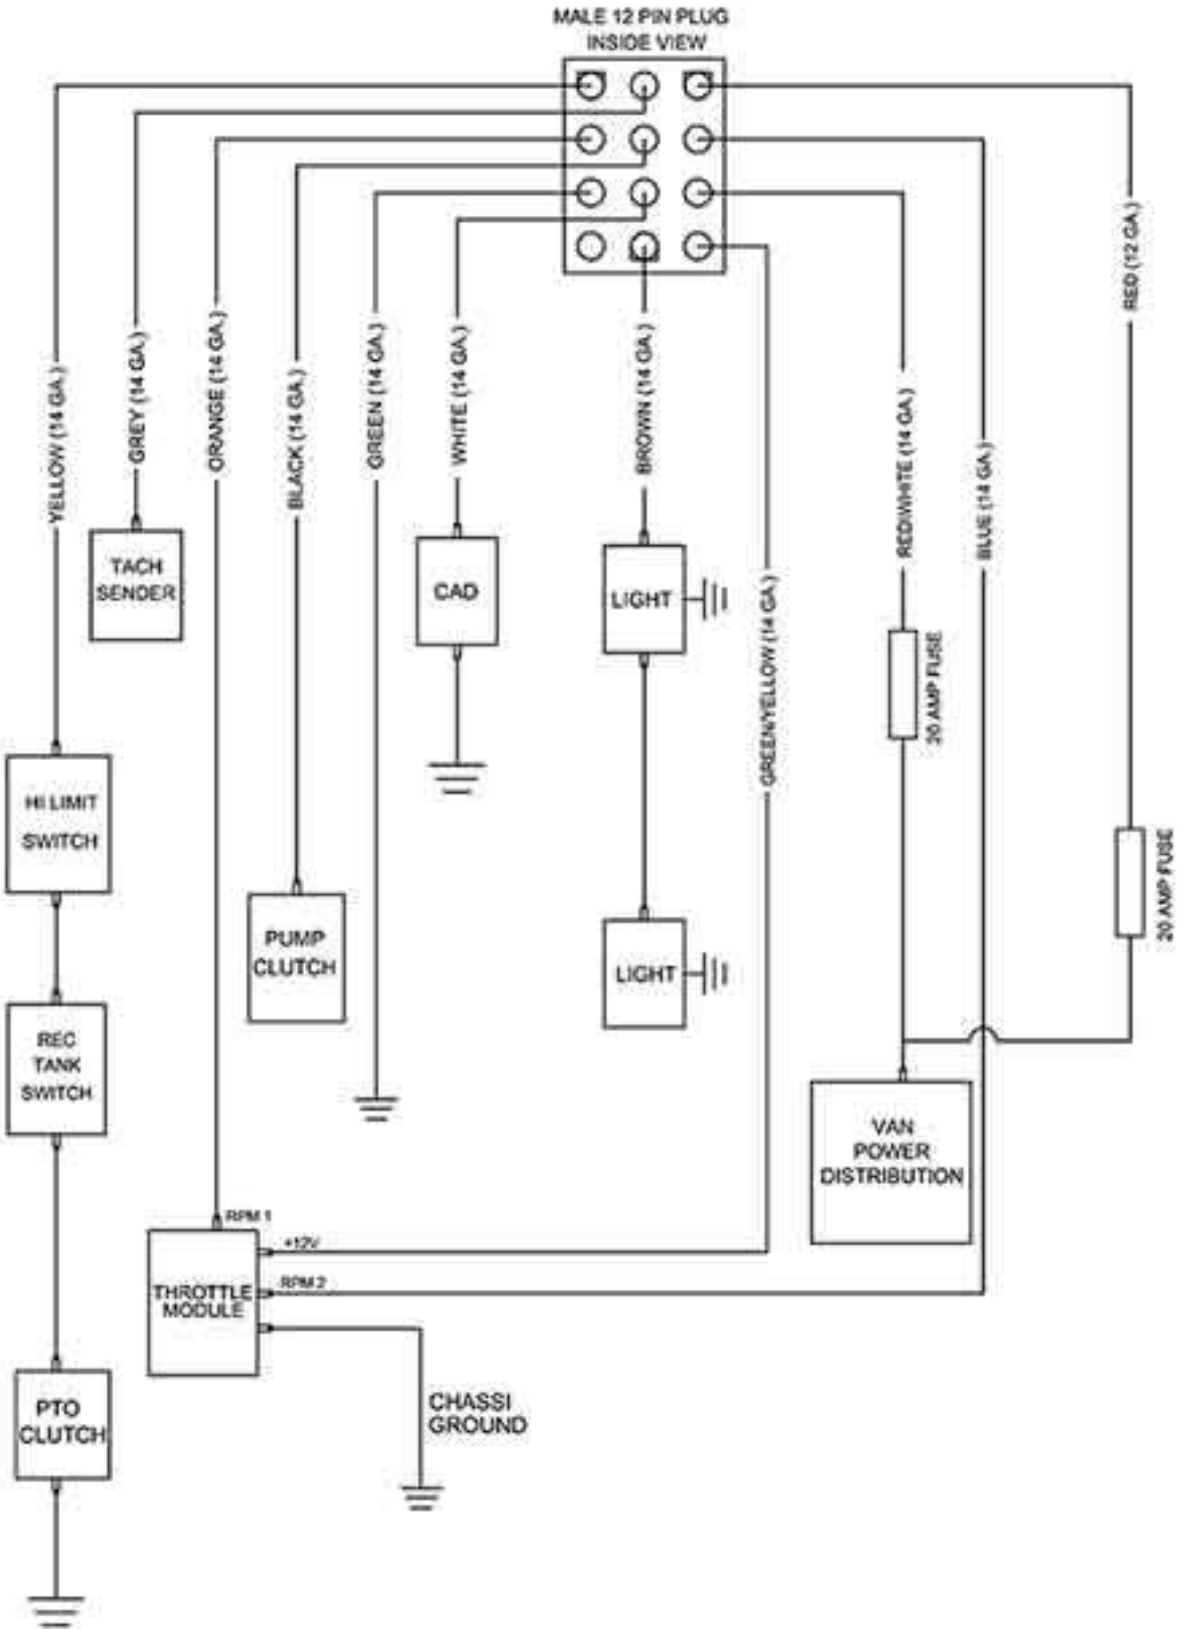 MALE 12 PIN PLUG
INSIDE VIEW
YELLOW (14 GA.)
GREY (14 GA.)
ORANGE (14 GA.)
BLACK (14 GA.)
GREEN (14 GA.)
WHITE (14 GA.)
BROWN (14 GA.)
GREEN/YELLOW (14 GA.)
RED/WHITE (14 GA.)
BLUE (14 GA.)
RED (12 GA.)
TACH
SENDER
CAD
LIGHT
20 AMP FUSE
HI LIMIT
SWITCH
20 AMP FUSE
PUMP
CLUTCH
LIGHT
REC
TANK
SWITCH
VAN
POWER
DISTRIBUTION
RPM 1
+12V
RPM 2
THROTTLE
MODULE
CHASSI
GROUND
PTO
CLUTCH